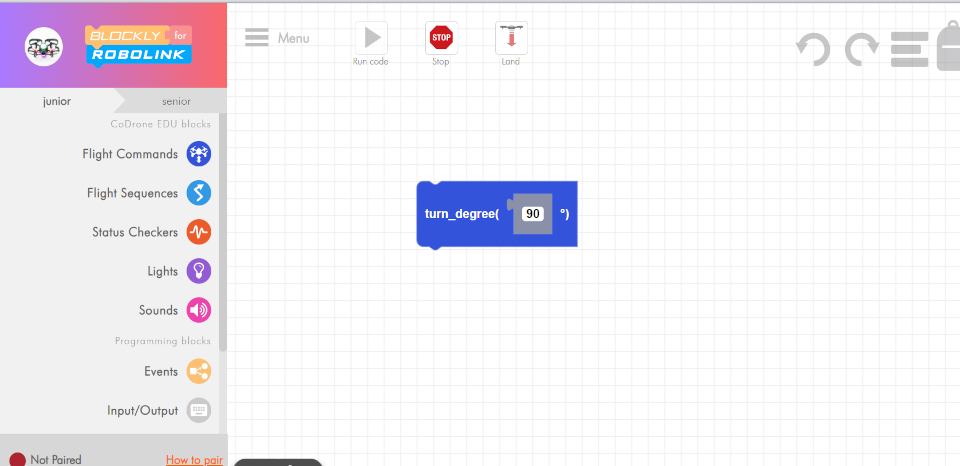 BLOCKLY for
ROBOLINK
Menu
Run code
STOP
Stop
Land
junior
senior
CoDrone EDU blocks
Flight Commands
Flight Sequences
Status Checkers
Lights
Sounds
Programming blocks
Events
Input/Output
Not Paired
How to pair
turn_degree( 90 °)